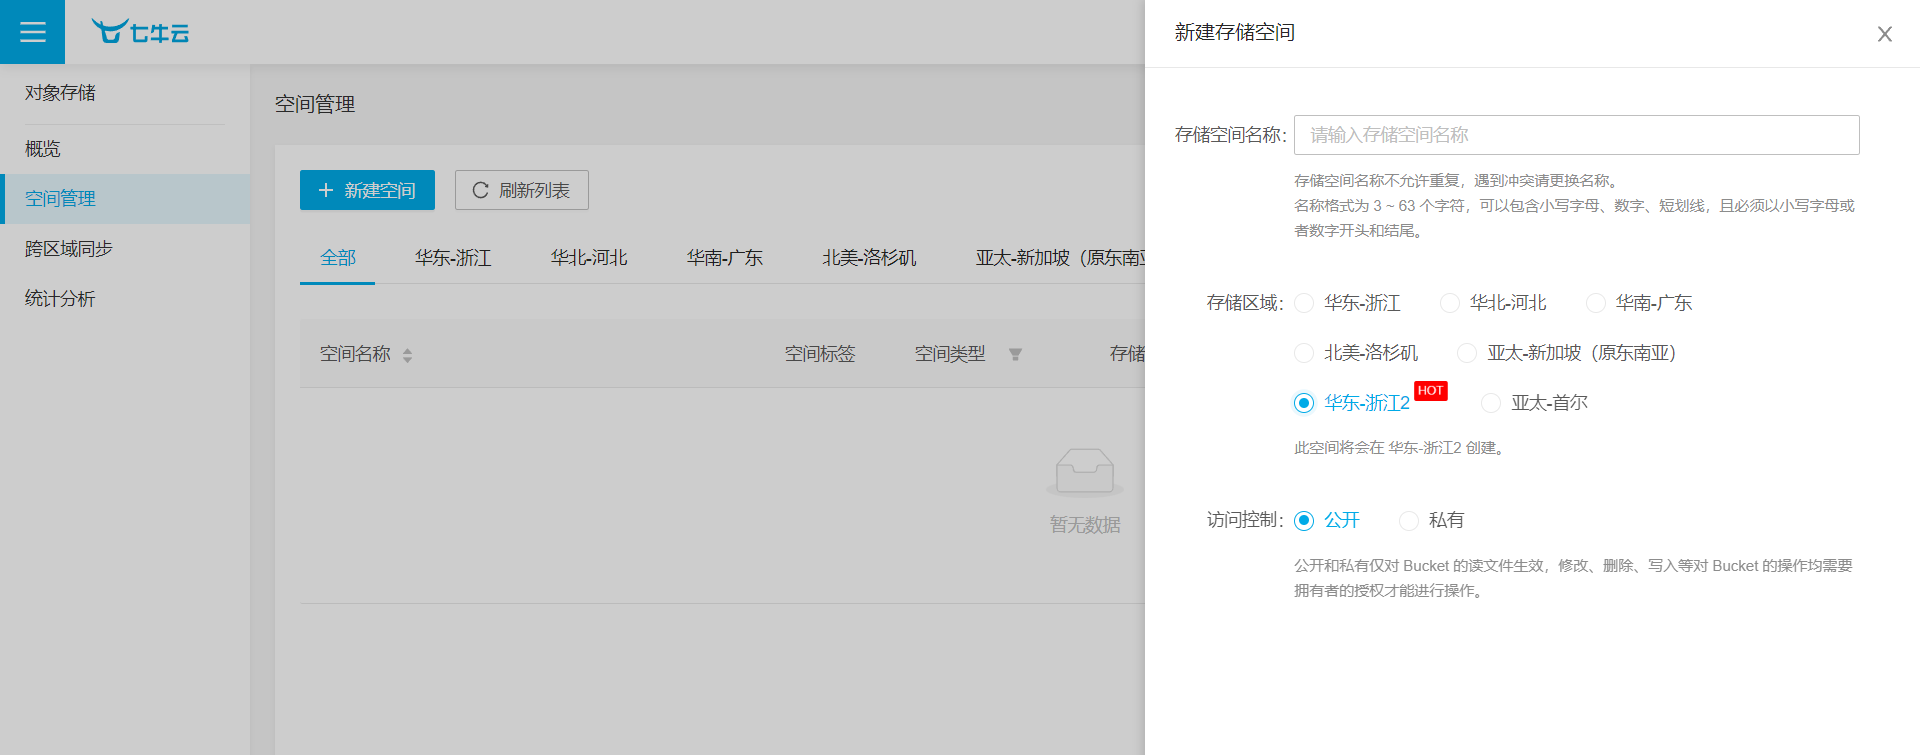 七牛云
对象存储
概览
空间管理
跨区域同步
统计分析
空间管理
新建空间
刷新列表
全部 华东-浙江 华北-河北 华南-广东 北美-洛杉矶 亚太-新加坡（原东南亚
空间名称 空间标签 空间类型 存储
暂无数据
新建存储空间
存储空间名称: 请输入存储空间名称
存储空间名称不允许重复，遇到冲突请更换名称。
名称格式为 3 ~ 63 个字符，可以包含小写字母、数字、短划线，且必须以小写字母或
者数字开头和结尾。
存储区域: 华东-浙江 华北-河北 华南-广东
北美-洛杉矶 亚太-新加坡（原东南亚）
华东-浙江2 HOT 亚太-首尔
此空间将会在 华东-浙江2 创建。
访问控制: 公开 私有
公开和私有仅对 Bucket 的读文件生效，修改、删除、写入等对 Bucket 的操作均需要
拥有者的授权才能进行操作。